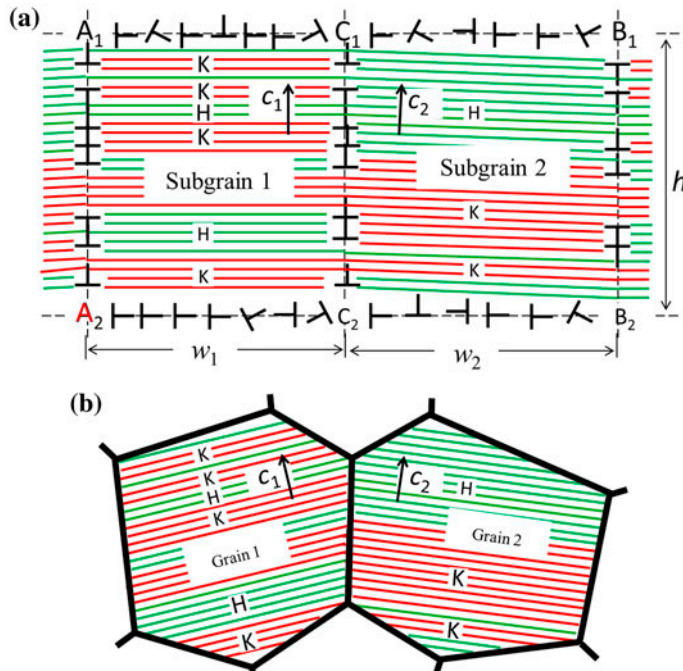 (a)
A1 C1 B1
K
K
H
K
c1 c2
H
h
Subgrain 1 Subgrain 2
K
H
K K
A2 C2 B2
w1 w2
(b)
K
K
H
K
c1 c2
H
Grain 1 Grain 2
K
H
K K